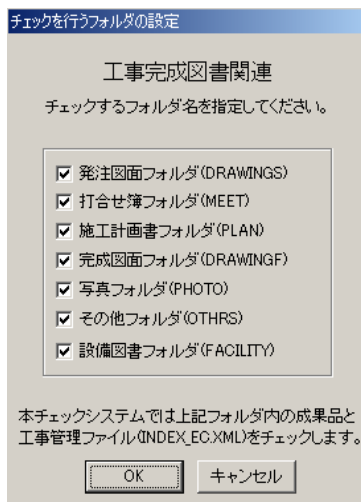 チェックを行うフォルダの設定
工事完成図書関連
チェックするフォルダ名を指定してください。
発注図面フォルダ(DRAWINGS)
打合せ簿フォルダ(MEET)
施工計画書フォルダ(PLAN)
完成図面フォルダ(DRAWINGF)
写真フォルダ(PHOTO)
その他フォルダ(OTHRS)
設備図書フォルダ(FACILITY)
本チェックシステムでは上記フォルダ内の成果品と
工事管理ファイル(INDEX_EC.XML)をチェックします。
OK キャンセル